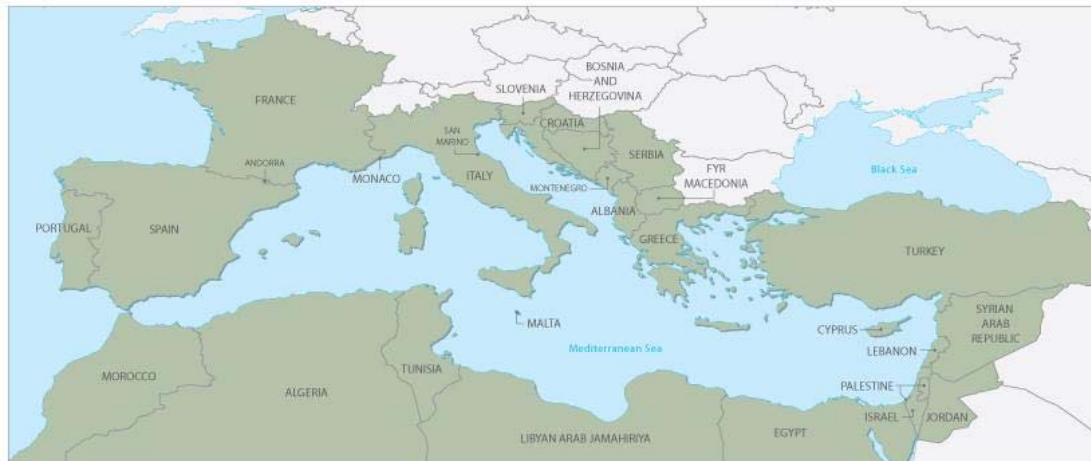 BOSNIA
AND
HERZEGOVINA
SLOVENIA
FRANCE
CROATIA
SAN
MARINO
SERBIA
ANDORRA
MONACO
ITALY
FYR
MACEDONIA
Black Sea
MONTENEGRO
ALBANIA
PORTUGAL
SPAIN
GREECE
TURKEY
MALTA
CYPRUS
SYRIAN
ARAB
REPUBLIC
Mediterranean Sea
LEBANON
MOROCCO
ALGERIA
TUNISIA
PALESTINE
ISRAEL
JORDAN
LIBYAN ARAB JAMAHIRIYA
EGYPT